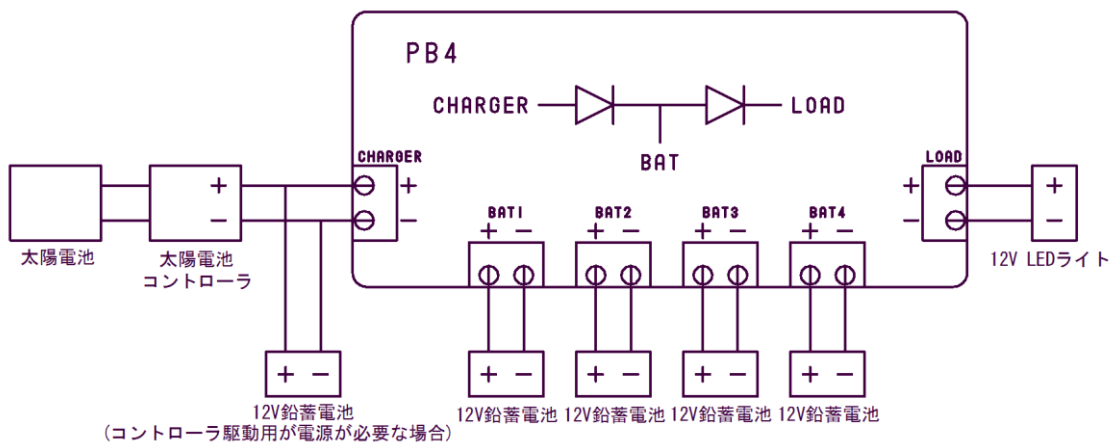 PB4
CHARGER
LOAD
BAT
CHARGER
LOAD
+
−
+
−
+
−
+
−
BAT1
BAT2
BAT3
BAT4
+ −
+ −
+ −
+ −
太陽電池
太陽電池
コントローラ
12V LEDライト
+ −
+ −
+ −
+ −
+ −
12V鉛蓄電池
(コントローラ駆動用が電源が必要な場合)
12V鉛蓄電池
12V鉛蓄電池
12V鉛蓄電池
12V鉛蓄電池